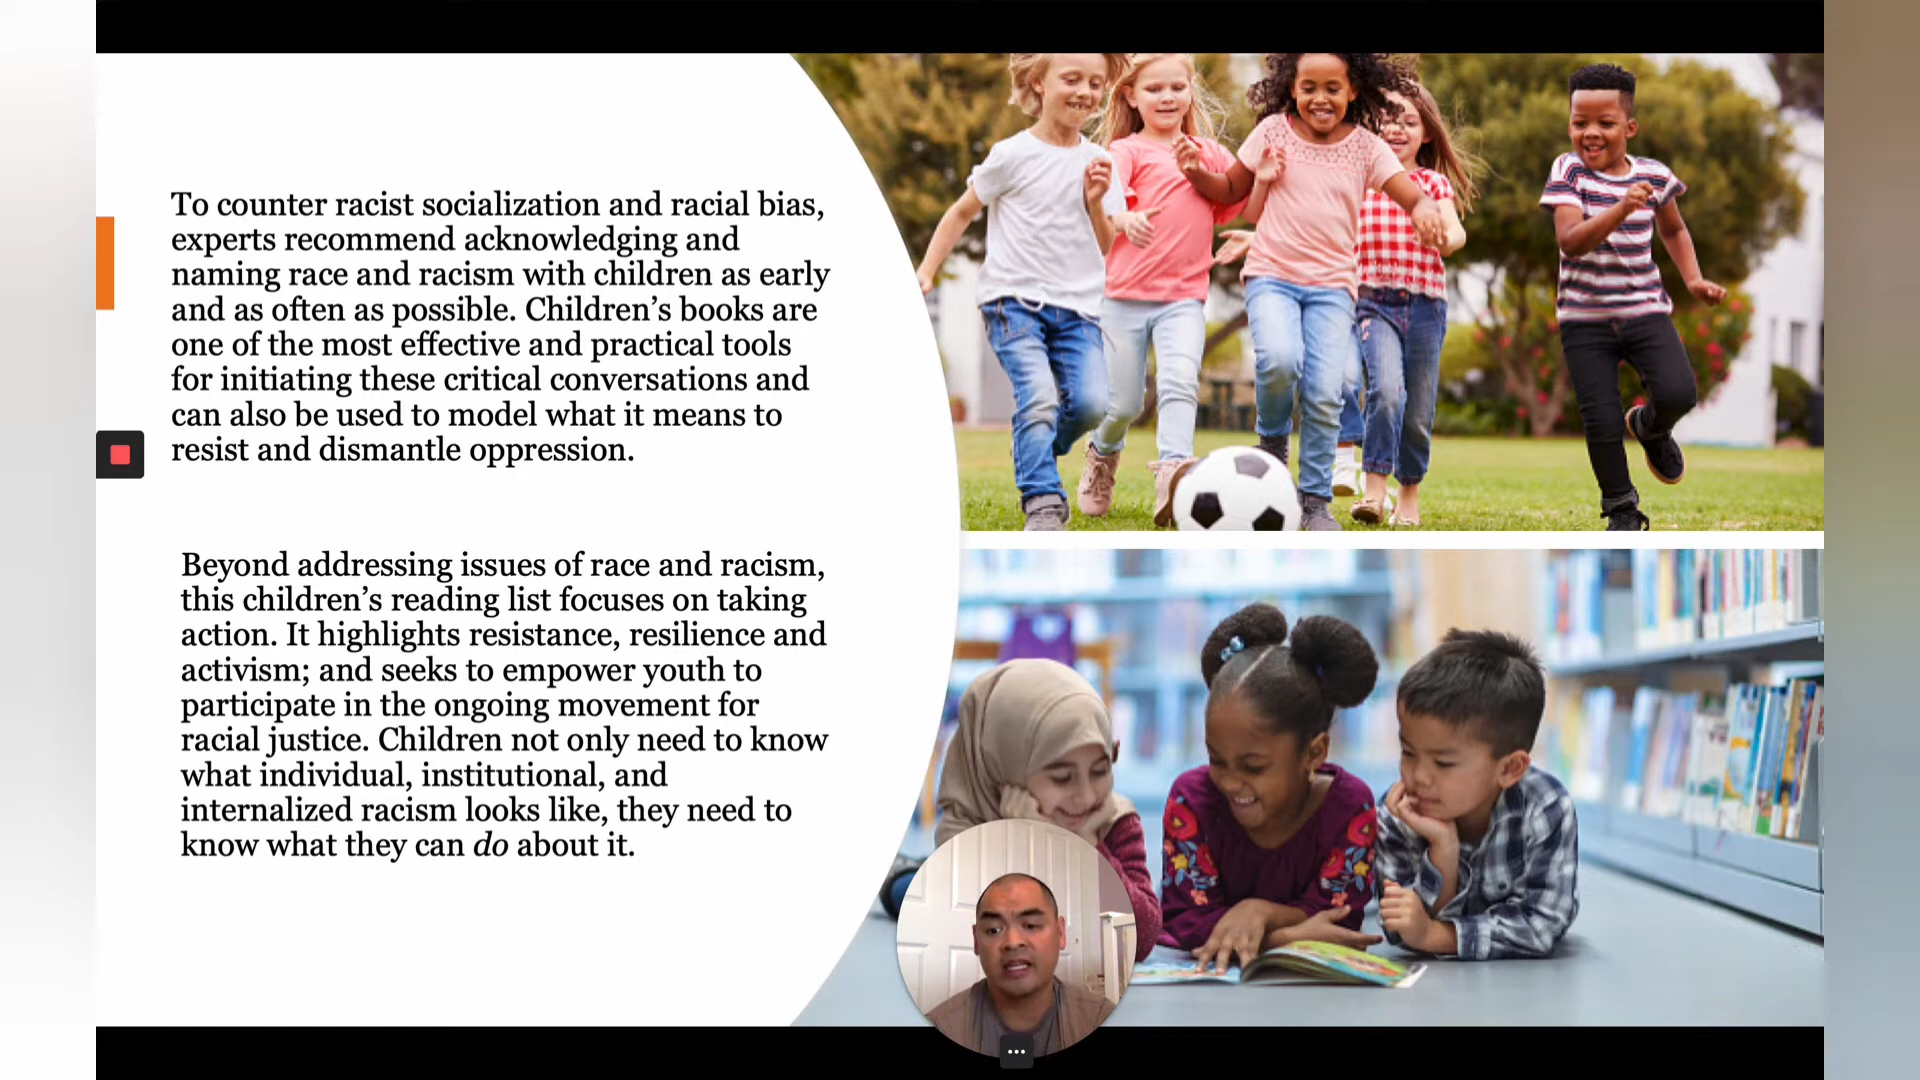 To counter racist socialization and racial bias,
experts recommend acknowledging and
naming race and racism with children as early
and as often as possible. Children’s books are
one of the most effective and practical tools
for initiating these critical conversations and
can also be used to model what it means to
resist and dismantle oppression.
Beyond addressing issues of race and racism,
this children’s reading list focuses on taking
action. It highlights resistance, resilience and
activism; and seeks to empower youth to
participate in the ongoing movement for
racial justice. Children not only need to know
what individual, institutional, and
internalized racism looks like, they need to
know what they can do about it.